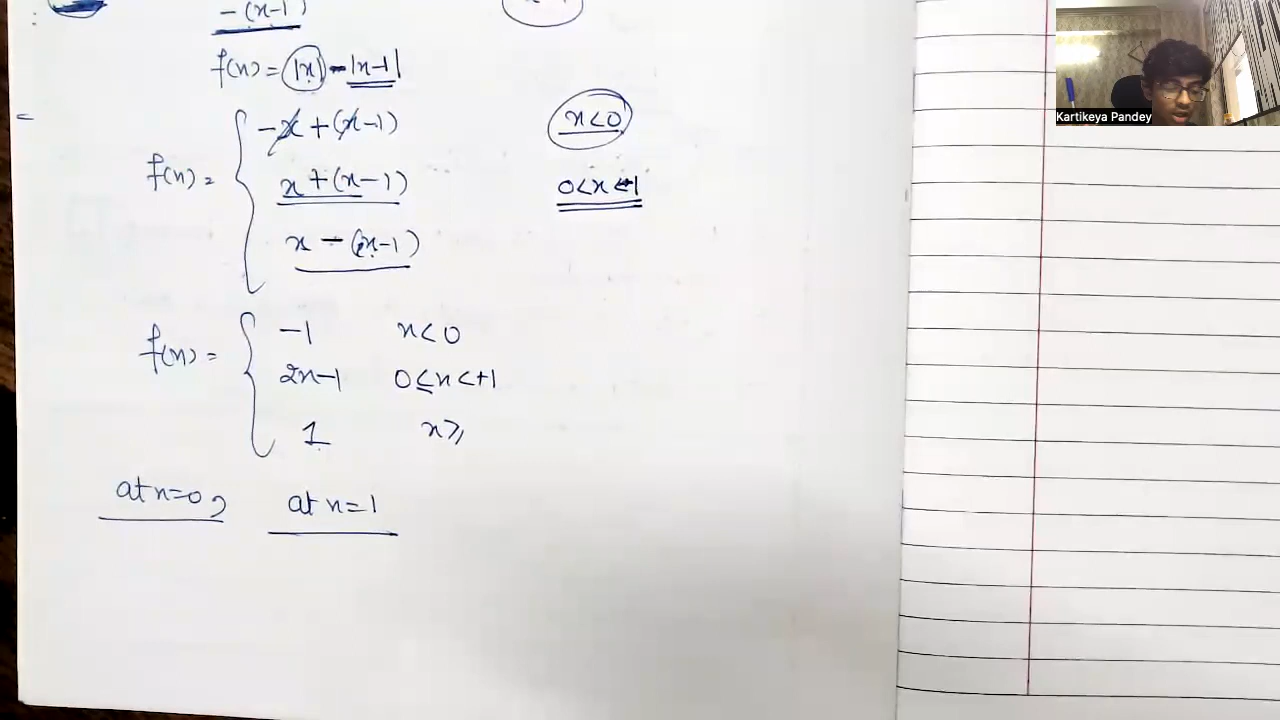 -(x-1)
f(x) = |x| - |x-1|
f(x) = { -x + (x-1) x<0
x + (x-1) 0<x<1
x - (x-1)
f(x) = { -1 x<0
2x-1 0≤x<+1
1 x≥
at x=0, at x=1
Kartikeya Pandey